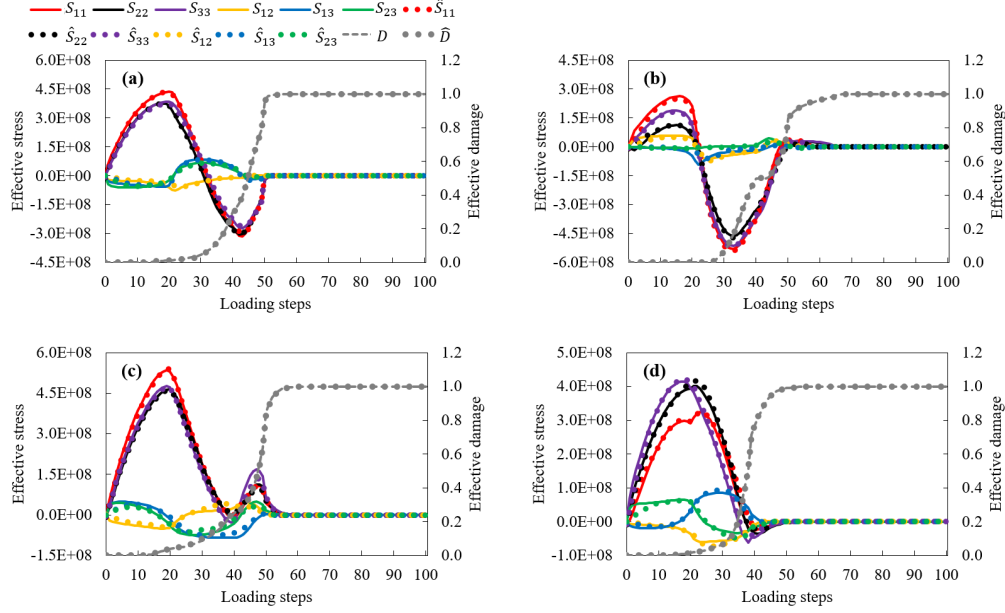 S11 S22 S33 S12 S13 S23 Ŝ11
Ŝ22 Ŝ33 Ŝ12 Ŝ13 Ŝ23 D D̂
(a)
6.0E+08
4.5E+08
3.0E+08
1.5E+08
0.0E+00
-1.5E+08
-3.0E+08
-4.5E+08
Effective stress
1.2
1.0
0.8
0.6
0.4
0.2
0.0
Effective damage
0 10 20 30 40 50 60 70 80 90 100
Loading steps
(b)
4.5E+08
3.0E+08
1.5E+08
0.0E+00
-1.5E+08
-3.0E+08
-4.5E+08
-6.0E+08
Effective stress
1.2
1.0
0.8
0.6
0.4
0.2
0.0
Effective damage
0 10 20 30 40 50 60 70 80 90 100
Loading steps
(c)
6.0E+08
4.5E+08
3.0E+08
1.5E+08
0.0E+00
-1.5E+08
Effective stress
1.2
1.0
0.8
0.6
0.4
0.2
0.0
Effective damage
0 10 20 30 40 50 60 70 80 90 100
Loading steps
(d)
5.0E+08
4.0E+08
3.0E+08
2.0E+08
1.0E+08
0.0E+00
-1.0E+08
Effective stress
1.2
1.0
0.8
0.6
0.4
0.2
0.0
Effective damage
0 10 20 30 40 50 60 70 80 90 100
Loading steps